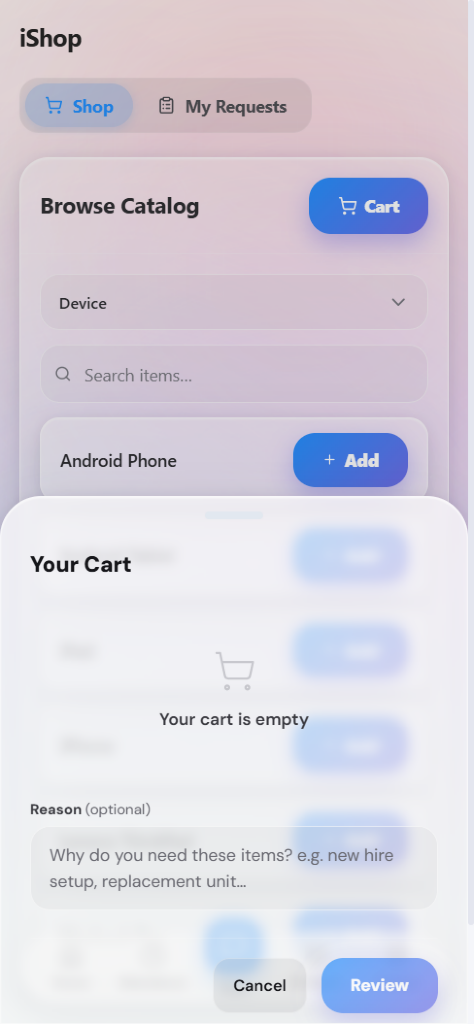 iShop
Shop
My Requests
Browse Catalog
Cart
Device
Search items...
Android Phone
+ Add
Your Cart
Your cart is empty
Reason (optional)
Why do you need these items? e.g. new hire
setup, replacement unit...
Cancel
Review